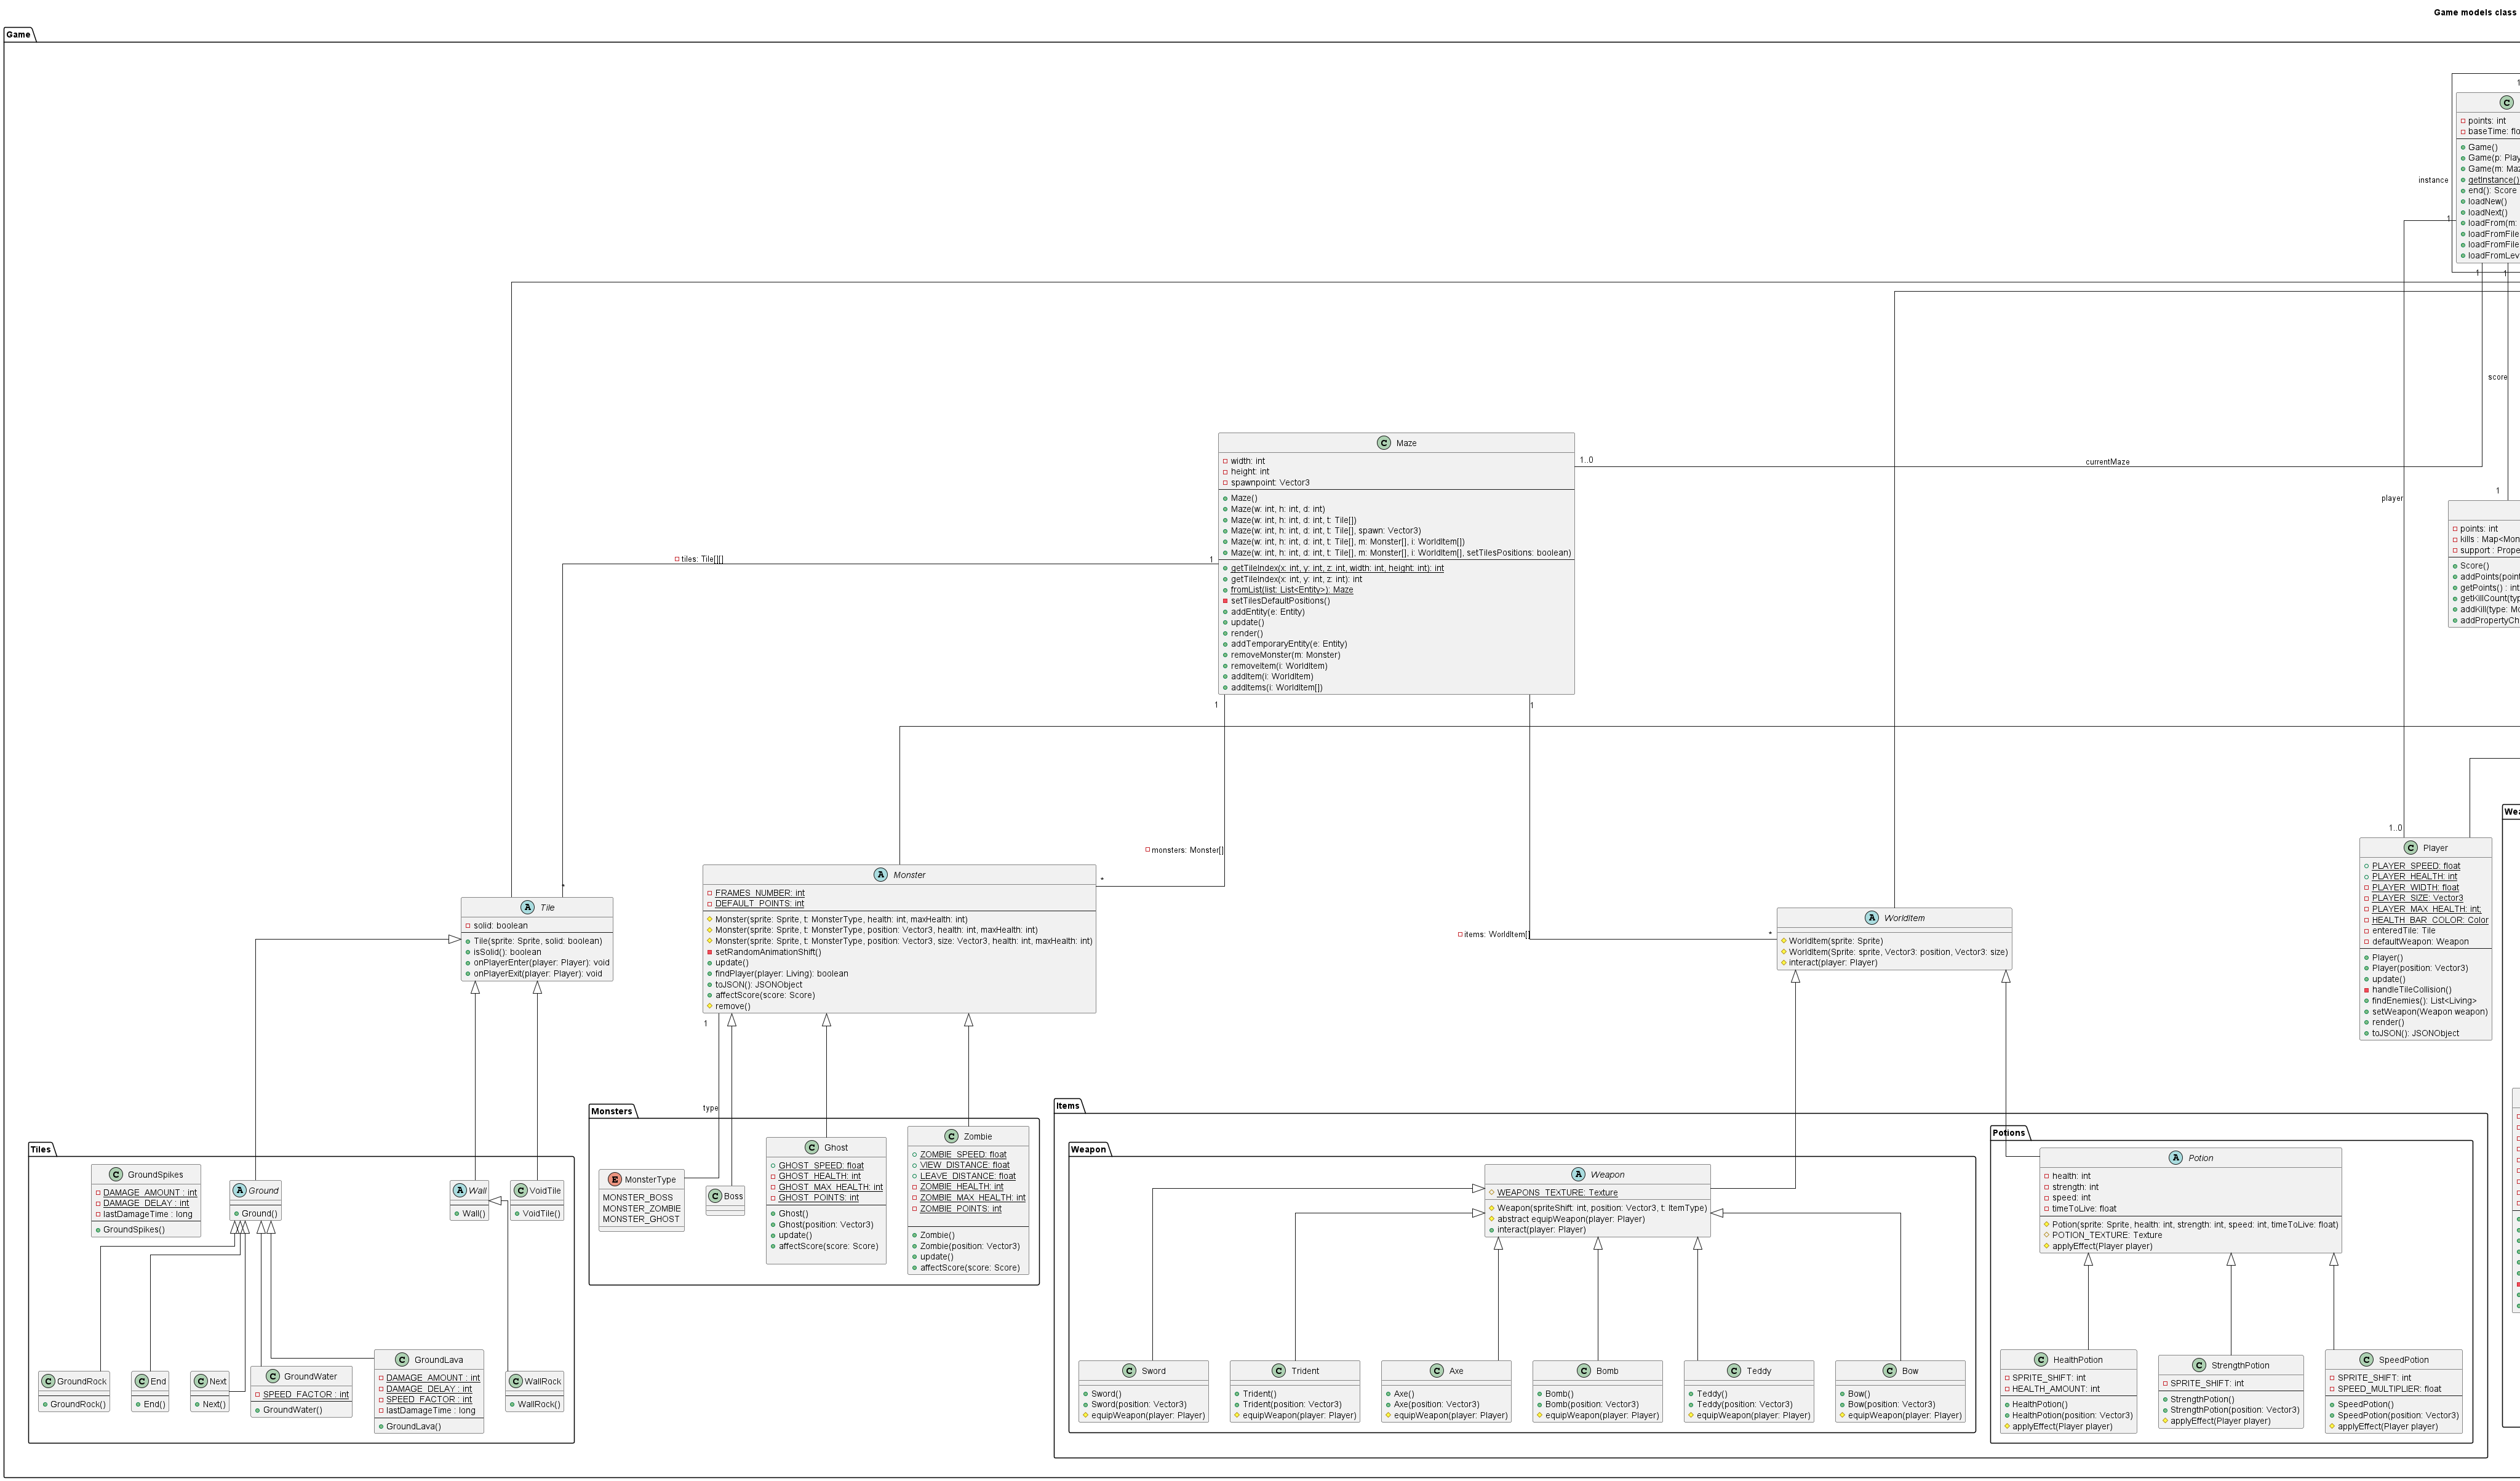 Game models class
Game
points: int
baseTime: flo
Game()
Game(p: Play
Game(m: Maz
getInstance()
end(): Score
loadNew()
loadNext()
loadFrom(m:
loadFromFile
loadFromFile
loadFromLev
instance
1
1
1
1
score
currentMaze
player
1..0
1
1..0
Maze
width: int
height: int
spawnpoint: Vector3
Maze()
Maze(w: int, h: int, d: int)
Maze(w: int, h: int, d: int, t: Tile[])
Maze(w: int, h: int, d: int, t: Tile[], spawn: Vector3)
Maze(w: int, h: int, d: int, t: Tile[], m: Monster[], i: WorldItem[])
Maze(w: int, h: int, d: int, t: Tile[], m: Monster[], i: WorldItem[], setTilesPositions: boolean)
getTileIndex(x: int, y: int, z: int, width: int, height: int): int
getTileIndex(x: int, y: int, z: int): int
fromList(list: List<Entity>): Maze
setTilesDefaultPositions()
addEntity(e: Entity)
update()
render()
addTemporaryEntity(e: Entity)
removeMonster(m: Monster)
removeItem(i: WorldItem)
addItem(i: WorldItem)
addItems(i: WorldItem[])
points: int
kills : Map<Mon
support : Prope
Score()
addPoints(point
getPoints() : int
getKillCount(typ
addKill(type: Mo
addPropertyCh
tiles: Tile[][]
1
*
1
monsters: Monster[]
*
1
items: WorldItem[]
*
Tile
solid: boolean
Tile(sprite: Sprite, solid: boolean)
isSolid(): boolean
onPlayerEnter(player: Player): void
onPlayerExit(player: Player): void
Monster
FRAMES_NUMBER: int
DEFAULT_POINTS: int
Monster(sprite: Sprite, t: MonsterType, health: int, maxHealth: int)
Monster(sprite: Sprite, t: MonsterType, position: Vector3, health: int, maxHealth: int)
Monster(sprite: Sprite, t: MonsterType, position: Vector3, size: Vector3, health: int, maxHealth: int)
setRandomAnimationShift()
update()
findPlayer(player: Living): boolean
toJSON(): JSONObject
affectScore(score: Score)
remove()
1
type
WorldItem
WorldItem(sprite: Sprite)
WorldItem(Sprite: sprite, Vector3: position, Vector3: size)
interact(player: Player)
Player
PLAYER_SPEED: float
PLAYER_HEALTH: int
PLAYER_WIDTH: float
PLAYER_SIZE: Vector3
PLAYER_MAX_HEALTH: int;
HEALTH_BAR_COLOR: Color
enteredTile: Tile
defaultWeapon: Weapon
Player()
Player(position: Vector3)
update()
handleTileCollision()
findEnemies(): List<Living>
setWeapon(Weapon weapon)
render()
toJSON(): JSONObject
Wea
Tiles
GroundSpikes
DAMAGE_AMOUNT : int
DAMAGE_DELAY : int
lastDamageTime : long
GroundSpikes()
Ground
Ground()
Wall
Wall()
VoidTile
VoidTile()
GroundRock
GroundRock()
End
End()
Next
Next()
GroundWater
SPEED_FACTOR : int
GroundWater()
GroundLava
DAMAGE_AMOUNT : int
DAMAGE_DELAY : int
SPEED_FACTOR : int
lastDamageTime : long
GroundLava()
WallRock
WallRock()
Monsters
MonsterType
MONSTER_BOSS
MONSTER_ZOMBIE
MONSTER_GHOST
Boss
Ghost
GHOST_SPEED: float
GHOST_HEALTH: int
GHOST_MAX_HEALTH: int
GHOST_POINTS: int
Ghost()
Ghost(position: Vector3)
update()
affectScore(score: Score)
Zombie
ZOMBIE_SPEED: float
VIEW_DISTANCE: float
LEAVE_DISTANCE: float
ZOMBIE_HEALTH: int
ZOMBIE_MAX_HEALTH: int
ZOMBIE_POINTS: int
Zombie()
Zombie(position: Vector3)
update()
affectScore(score: Score)
Items
Weapon
Weapon
WEAPONS_TEXTURE: Texture
Weapon(spriteShift: int, position: Vector3, t: ItemType)
abstract equipWeapon(player: Player)
interact(player: Player)
Sword
Sword()
Sword(position: Vector3)
equipWeapon(player: Player)
Trident
Trident()
Trident(position: Vector3)
equipWeapon(player: Player)
Axe
Axe()
Axe(position: Vector3)
equipWeapon(player: Player)
Bomb
Bomb()
Bomb(position: Vector3)
equipWeapon(player: Player)
Teddy
Teddy()
Teddy(position: Vector3)
equipWeapon(player: Player)
Bow
Bow()
Bow(position: Vector3)
equipWeapon(player: Player)
Potions
Potion
health: int
strength: int
speed: int
timeToLive: float
Potion(sprite: Sprite, health: int, strength: int, speed: int, timeToLive: float)
POTION_TEXTURE: Texture
applyEffect(Player player)
HealthPotion
SPRITE_SHIFT: int
HEALTH_AMOUNT: int
HealthPotion()
HealthPotion(position: Vector3)
applyEffect(Player player)
StrengthPotion
SPRITE_SHIFT: int
StrengthPotion()
StrengthPotion(position: Vector3)
applyEffect(Player player)
SpeedPotion
SPRITE_SHIFT: int
SPEED_MULTIPLIER: float
SpeedPotion()
SpeedPotion(position: Vector3)
applyEffect(Player player)